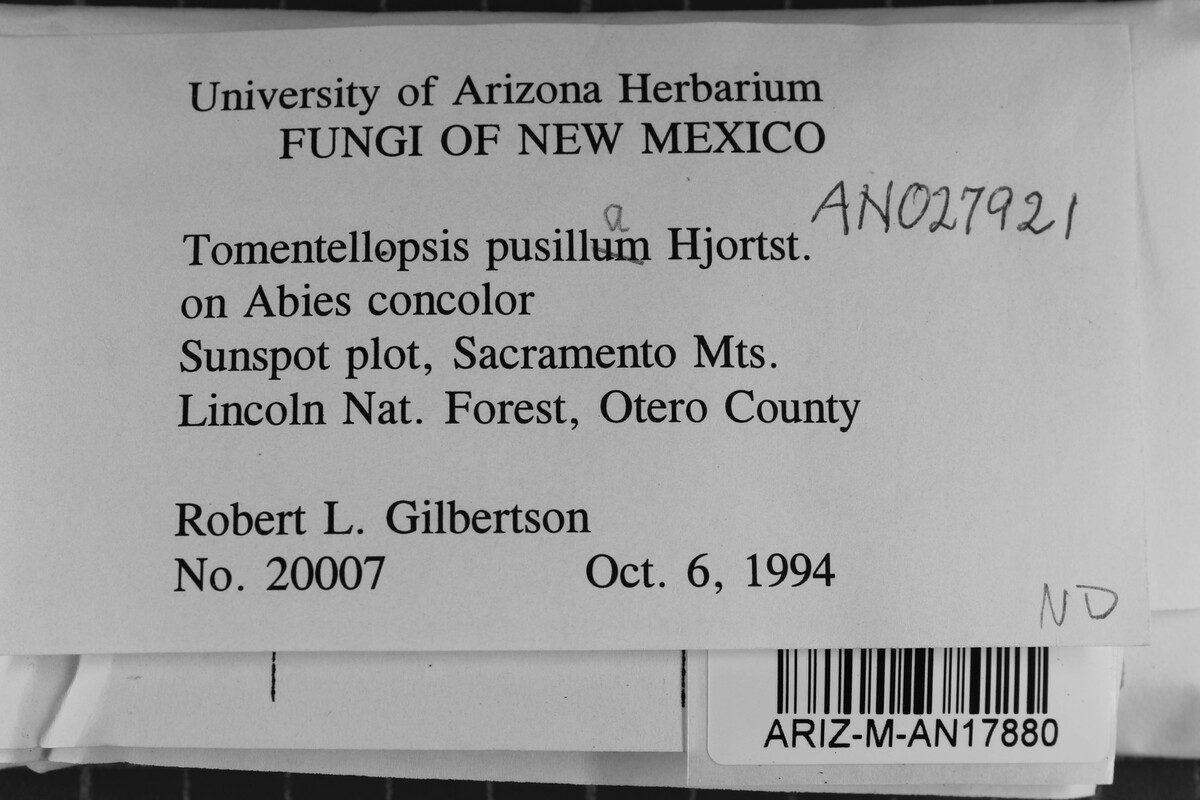 University of Arizona Herbarium
FUNGI OF NEW MEXICO
AN027921
a
Tomentellopsis pusillum Hjortst.
on Abies concolor
Sunspot plot, Sacramento Mts.
Lincoln Nat. Forest, Otero County
Robert L. Gilbertson
No. 20007 Oct. 6, 1994
ND
ARIZ-M-AN17880